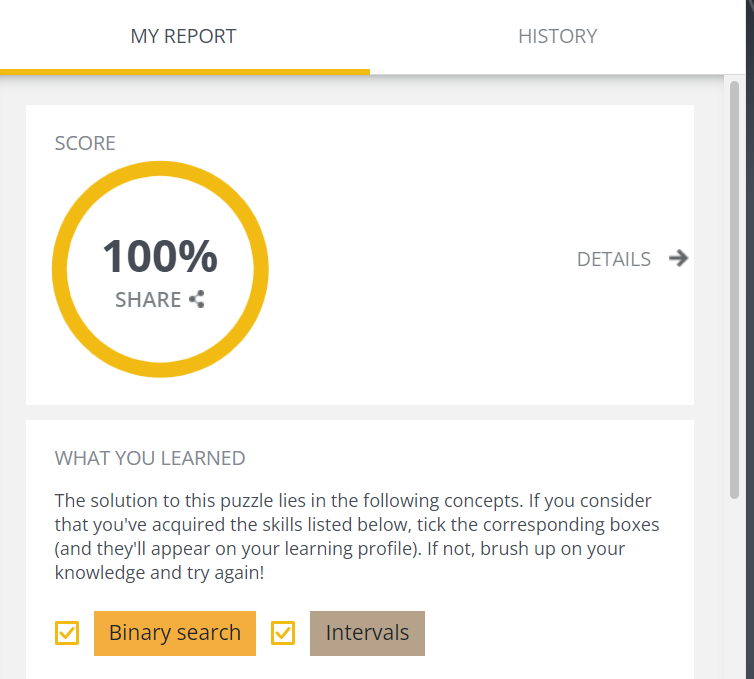 MY REPORT
HISTORY
SCORE
100%
SHARE
DETAILS
WHAT YOU LEARNED
The solution to this puzzle lies in the following concepts. If you consider
that you've acquired the skills listed below, tick the corresponding boxes
(and they'll appear on your learning profile). If not, brush up on your
knowledge and try again!
Binary search
Intervals